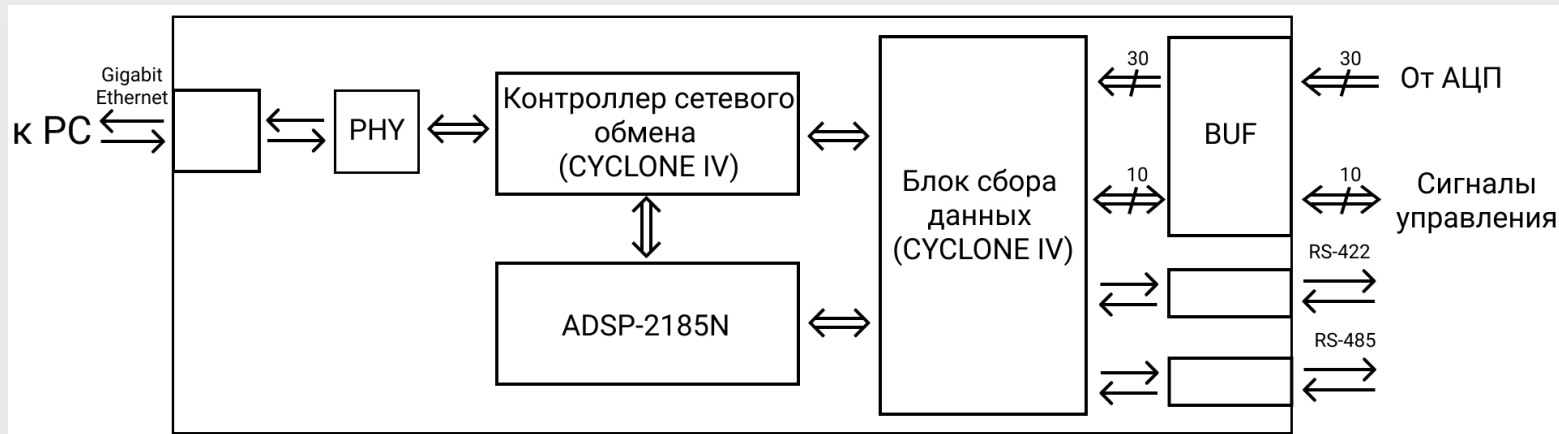 Gigabit
Ethernet
к PC
PHY
Контроллер сетевого
обмена
(CYCLONE IV)
ADSP-2185N
Блок сбора
данных
(CYCLONE IV)
30
10
BUF
30
От АЦП
10
Сигналы
управления
RS-422
RS-485